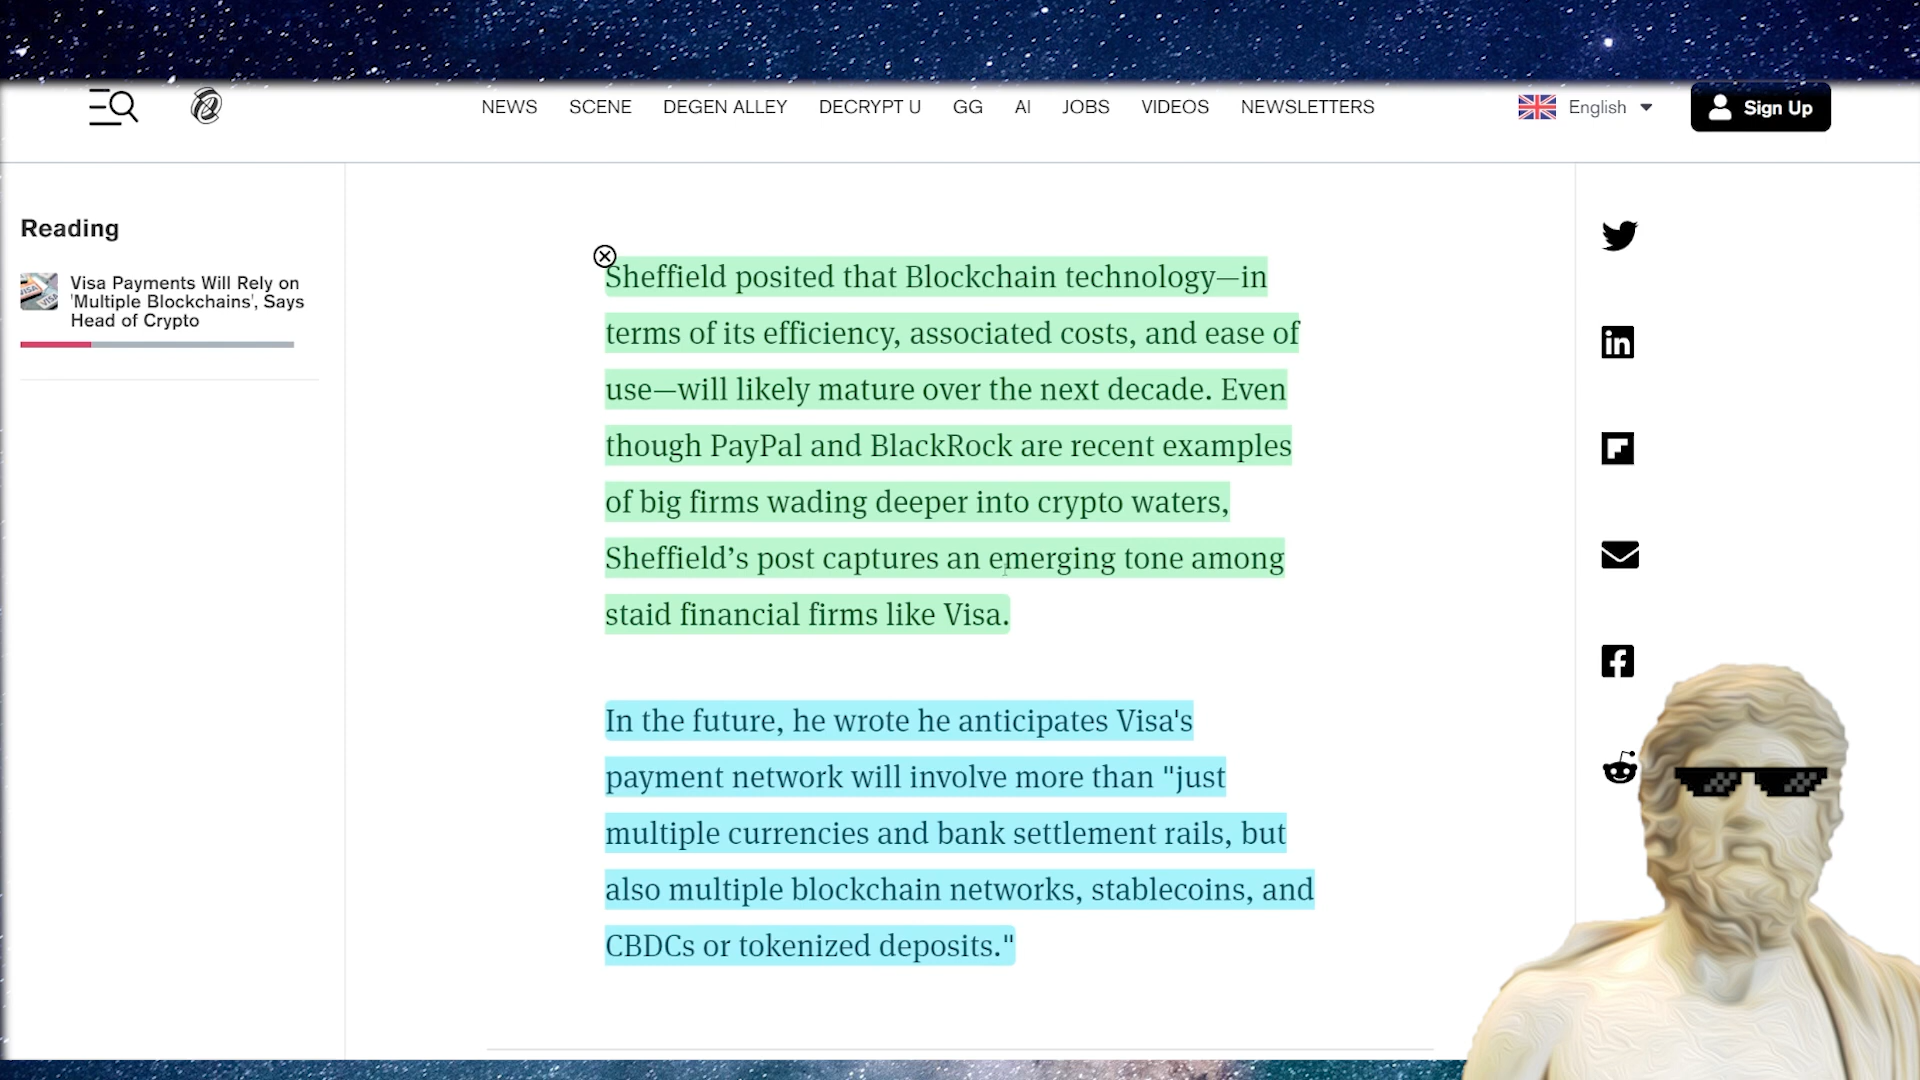 NEWS SCENE DEGEN ALLEY DECRYPT U GG AI JOBS VIDEOS NEWSLETTERS English Sign Up
Reading
Visa Payments Will Rely on
'Multiple Blockchains', Says
Head of Crypto
Sheffield posited that Blockchain technology—in
terms of its efficiency, associated costs, and ease of
use—will likely mature over the next decade. Even
though PayPal and BlackRock are recent examples
of big firms wading deeper into crypto waters,
Sheffield’s post captures an emerging tone among
staid financial firms like Visa.
In the future, he wrote he anticipates Visa's
payment network will involve more than "just
multiple currencies and bank settlement rails, but
also multiple blockchain networks, stablecoins, and
CBDCs or tokenized deposits."